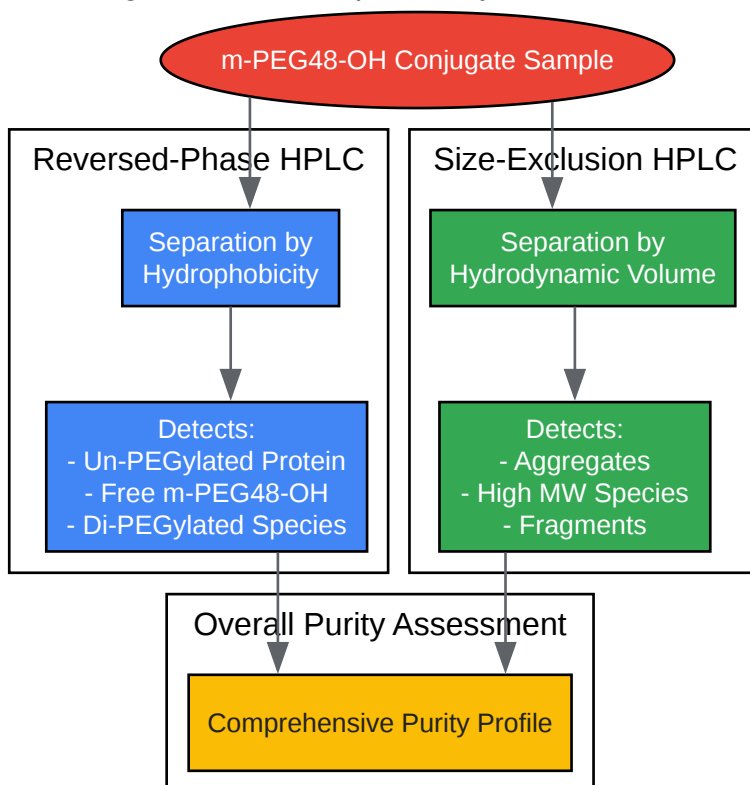 m-PEG48-OH Conjugate Sample
Reversed-Phase HPLC
Size-Exclusion HPLC
Separation by
Hydrophobicity
Separation by
Hydrodynamic Volume
Detects:
- Un-PEGylated Protein
- Free m-PEG48-OH
- Di-PEGylated Species
Detects:
- Aggregates
- High MW Species
- Fragments
Overall Purity Assessment
Comprehensive Purity Profile